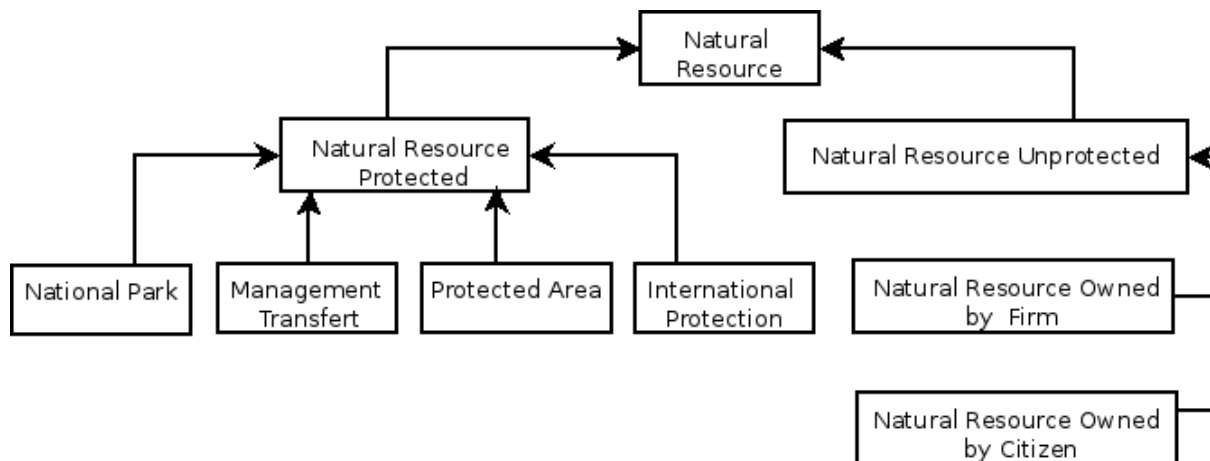 Natural
Resource
Natural Resource
Protected
Natural Resource Unprotected
National Park
Management
Transfert
Protected Area
International
Protection
Natural Resource Owned
by Firm
Natural Resource Owned
by Citizen